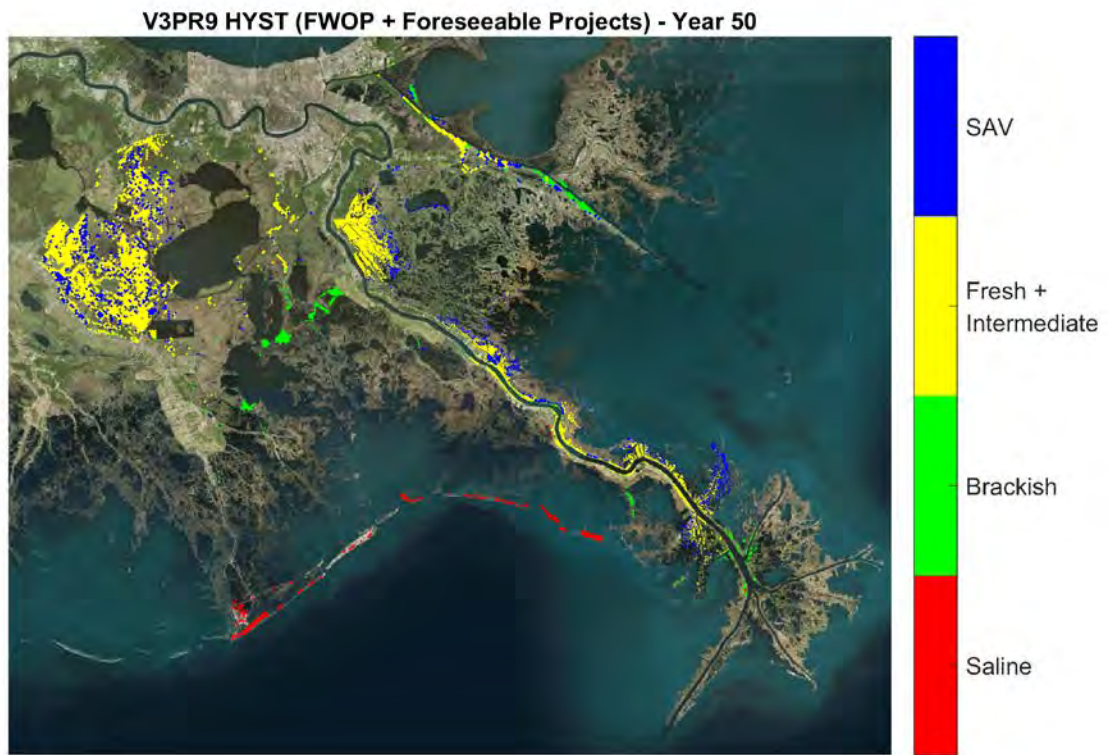 V3PR9 HYST (FWOP + Foreseeable Projects) - Year 50
SAV
Fresh +
Intermediate
Brackish
Saline